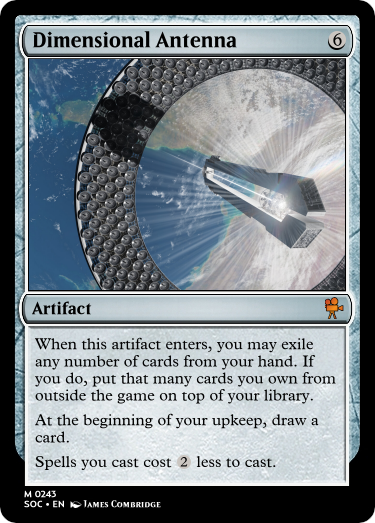 Dimensional Antenna 6
Artifact
When this artifact enters, you may exile
any number of cards from your hand. If
you do, put that many cards you own from
outside the game on top of your library.
At the beginning of your upkeep, draw a
card.
Spells you cast cost 2 less to cast.
M 0243
SOC • EN James Combridge